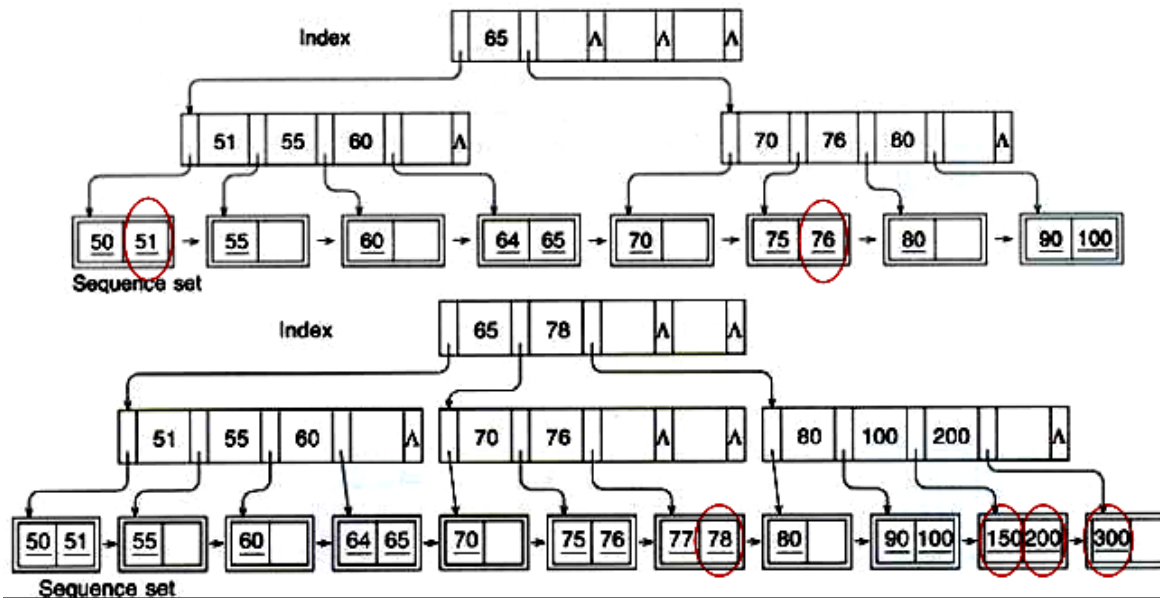 Index 65 Λ Λ Λ
51 55 60 Λ 70 76 80 Λ
50 51 55 60 64 65 70 75 76 80 90 100
Sequence set
Index 65 78 Λ Λ
51 55 60 Λ 70 76 Λ Λ 80 100 200 Λ
50 51 55 60 64 65 70 75 76 77 78 80 90 100 150 200 300
Sequence set